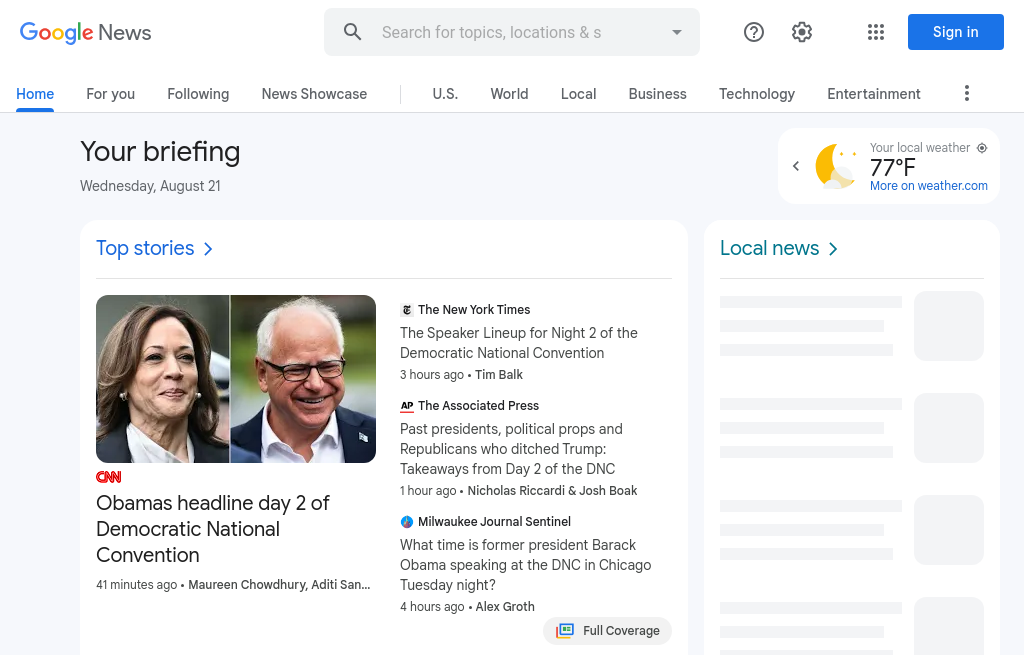 Google News
Search for topics, locations & s
Sign in
Home
For you
Following
News Showcase
U.S.
World
Local
Business
Technology
Entertainment
Your briefing
Wednesday, August 21
Your local weather
77°F
More on weather.com
Top stories
CNN
Obamas headline day 2 of
Democratic National
Convention
41 minutes ago • Maureen Chowdhury, Aditi San...
The New York Times
The Speaker Lineup for Night 2 of the
Democratic National Convention
3 hours ago • Tim Balk
AP The Associated Press
Past presidents, political props and
Republicans who ditched Trump:
Takeaways from Day 2 of the DNC
1 hour ago • Nicholas Riccardi & Josh Boak
Milwaukee Journal Sentinel
What time is former president Barack
Obama speaking at the DNC in Chicago
Tuesday night?
4 hours ago • Alex Groth
Full Coverage
Local news